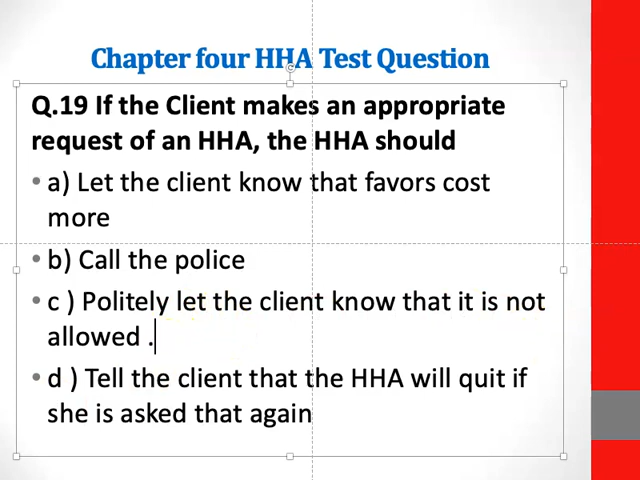 Chapter four HHA Test Question
Q.19 If the Client makes an appropriate
request of an HHA, the HHA should
• a) Let the client know that favors cost
more
• b) Call the police
• c ) Politely let the client know that it is not
allowed .
• d ) Tell the client that the HHA will quit if
she is asked that again